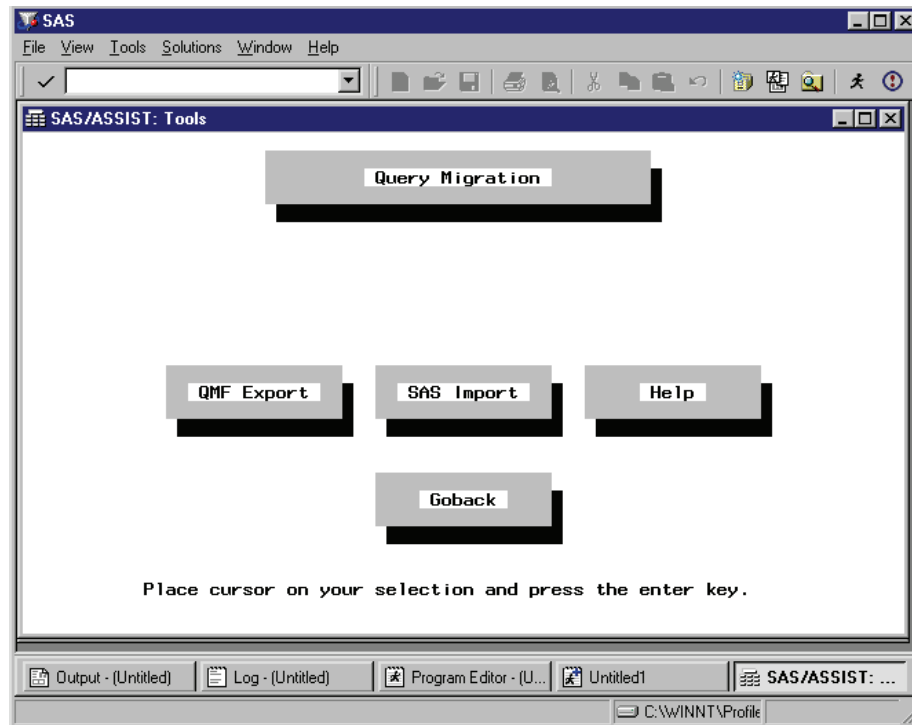 SAS
File View Tools Solutions Window Help
SAS/ASSIST: Tools
Query Migration
QMF Export SAS Import Help
Goback
Place cursor on your selection and press the enter key.
Output - (Untitled) Log - (Untitled) Program Editor - (U... Untitled1 SAS/ASSIST: ...
C:\WINNT\Profile